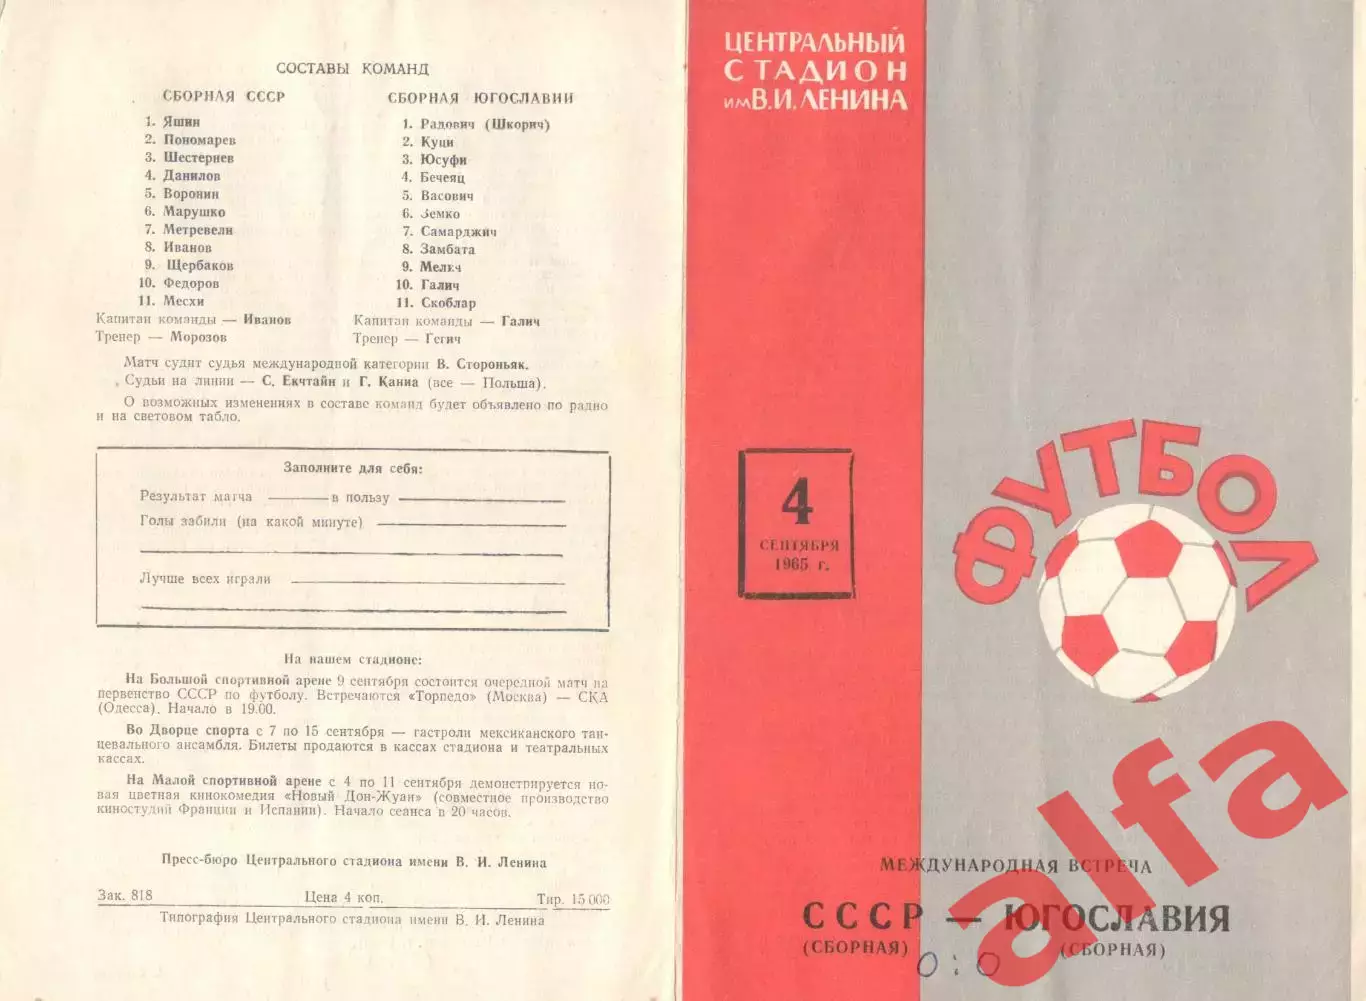 СОСТАВЫ КОМАНД
СБОРНАЯ СССР
1. Яшин
2. Пономарев
3. Шестернев
4. Данилов
5. Воронин
6. Марушко
7. Метревели
8. Иванов
9. Щербаков
10. Федоров
11. Месхи
Капитан команды — Иванов
Тренер — Морозов
СБОРНАЯ ЮГОСЛАВИИ
1. Радович (Шкорич)
2. Куци
3. Юсуфи
4. Бечеяц
5. Васович
6. Земко
7. Самарджич
8. Замбата
9. Мелич
10. Галич
11. Скоблар
Капитан команды — Галич
Тренер — Гегич
Матч судит судья международной категории В. Стороньяк.
Судьи на линии — С. Екчтайн и Г. Каниа (все — Польша).
О возможных изменениях в составе команд будет объявлено по радио
и на световом табло.
Заполните для себя:
Результат матча ——— в пользу ———
Голы забили (на какой минуте) ———
Лучше всех играли ———
На нашем стадионе:
На Большой спортивной арене 9 сентября состоится очередной матч на
первенство СССР по футболу. Встречаются «Торпедо» (Москва) — СКА
(Одесса). Начало в 19.00.
Во Дворце спорта с 7 по 15 сентября — гастроли мексиканского тан-
цевального ансамбля. Билеты продаются в кассах стадиона и театральных
кассах.
На Малой спортивной арене с 4 по 11 сентября демонстрируется но-
вая цветная кинокомедия «Новый Дон-Жуан» (совместное производство
киностудий Франции и Испании). Начало сеанса в 20 часов.
Пресс-бюро Центрального стадиона имени В. И. Ленина
Зак. 818 Цена 4 коп. Тир. 15 000
Типография Центрального стадиона имени В. И. Ленина
ЦЕНТРАЛЬНЫЙ
СТАДИОН
им В.И. ЛЕНИНА
4
СЕНТЯБРЯ
1965 г.
ФУТБОЛ
МЕЖДУНАРОДНАЯ ВСТРЕЧА
СССР — ЮГОСЛАВИЯ
(СБОРНАЯ) (СБОРНАЯ)
0:0
alfa